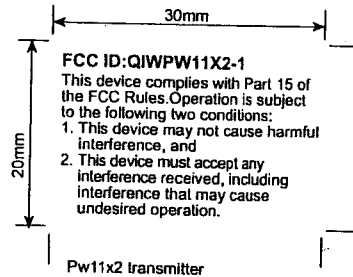 30mm
20mm
FCC ID:QIWPW11X2-1
This device complies with Part 15 of
the FCC Rules.Operation is subject
to the following two conditions:
1. This device may not cause harmful
interference, and
2. This device must accept any
interference received, including
interference that may cause
undesired operation.
Pw11x2 transmitter